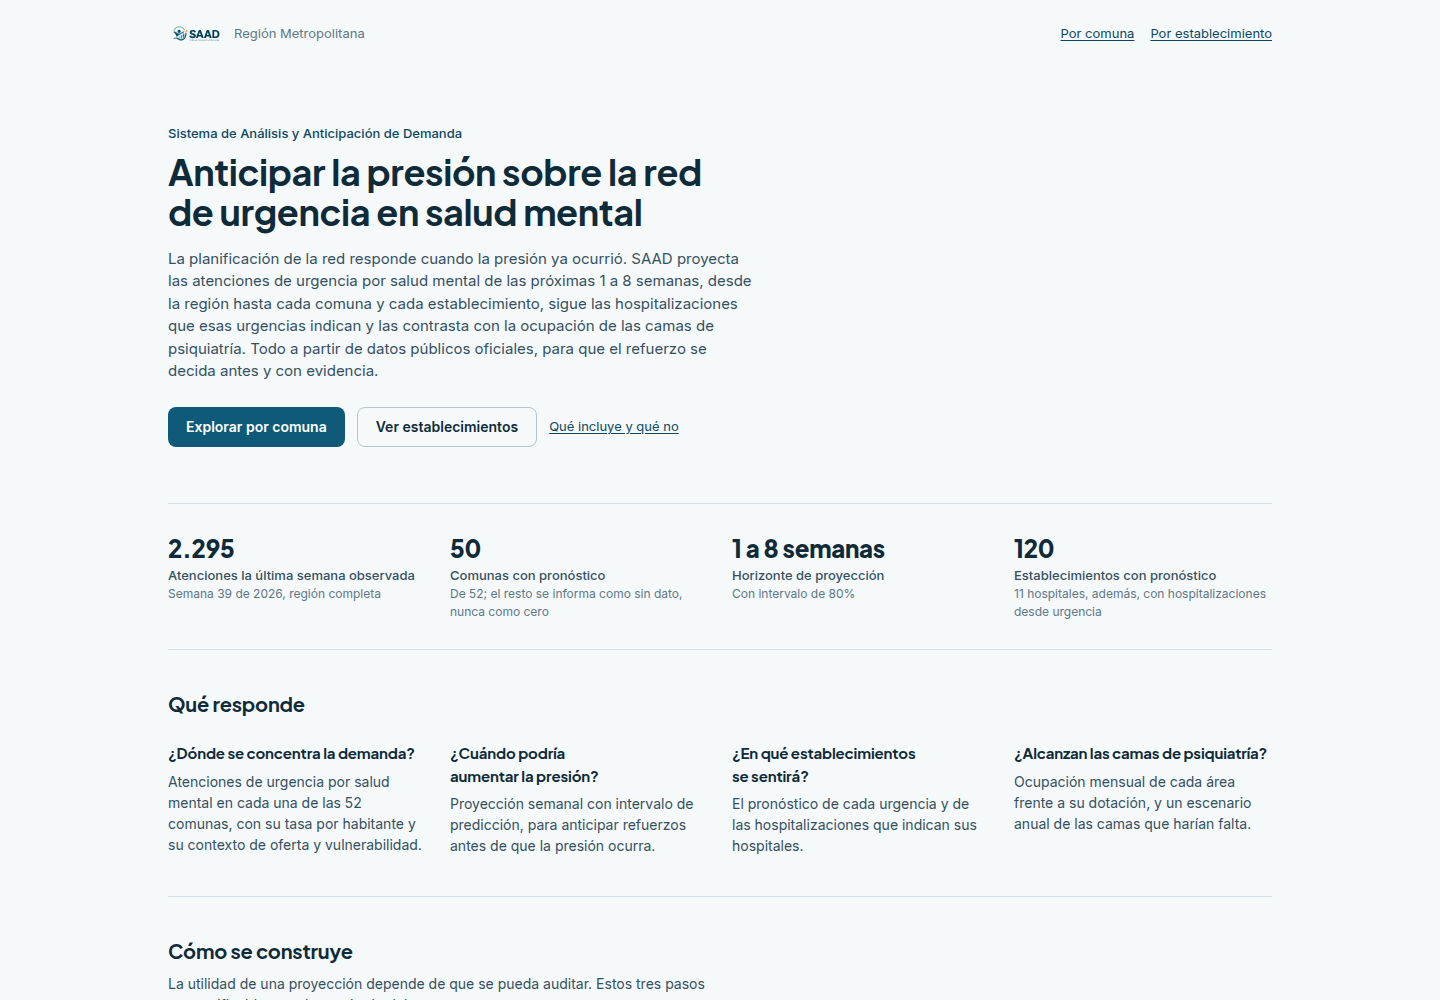 SAAD Región Metropolitana
Por comuna Por establecimiento
Sistema de Análisis y Anticipación de Demanda
Anticipar la presión sobre la red
de urgencia en salud mental
La planificación de la red responde cuando la presión ya ocurrió. SAAD proyecta
las atenciones de urgencia por salud mental de las próximas 1 a 8 semanas, desde
la región hasta cada comuna y cada establecimiento, sigue las hospitalizaciones
que esas urgencias indican y las contrasta con la ocupación de las camas de
psiquiatría. Todo a partir de datos públicos oficiales, para que el refuerzo se
decida antes y con evidencia.
Explorar por comuna Ver establecimientos Qué incluye y qué no
2.295
Atenciones la última semana observada
Semana 39 de 2026, región completa
50
Comunas con pronóstico
De 52; el resto se informa como sin dato,
nunca como cero
1 a 8 semanas
Horizonte de proyección
Con intervalo de 80%
120
Establecimientos con pronóstico
11 hospitales, además, con hospitalizaciones
desde urgencia
Qué responde
¿Dónde se concentra la demanda?
Atenciones de urgencia por salud
mental en cada una de las 52
comunas, con su tasa por habitante y
su contexto de oferta y vulnerabilidad.
¿Cuándo podría
aumentar la presión?
Proyección semanal con intervalo de
predicción, para anticipar refuerzos
antes de que la presión ocurra.
¿En qué establecimientos
se sentirá?
El pronóstico de cada urgencia y de
las hospitalizaciones que indican sus
hospitales.
¿Alcanzan las camas de psiquiatría?
Ocupación mensual de cada área
frente a su dotación, y un escenario
anual de las camas que harían falta.
Cómo se construye
La utilidad de una proyección depende de que se pueda auditar. Estos tres pasos